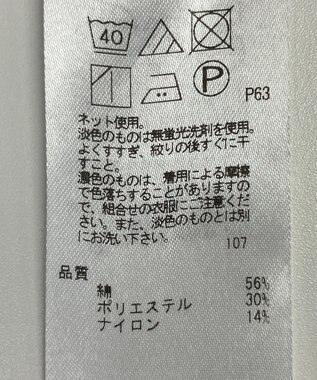 40
P P63
ネット使用。
淡色のものは無蛍光洗剤を使用。
よくすすぎ、絞りの後すぐに干
すこと。
濃色のものは、着用による摩擦
で色落ちすることがありますの
で、組合せの衣服にご注意くだ
さい。また、淡色のものとは別
にお洗い下さい。
107
品質
綿 56%
ポリエステル 30%
ナイロン 14%